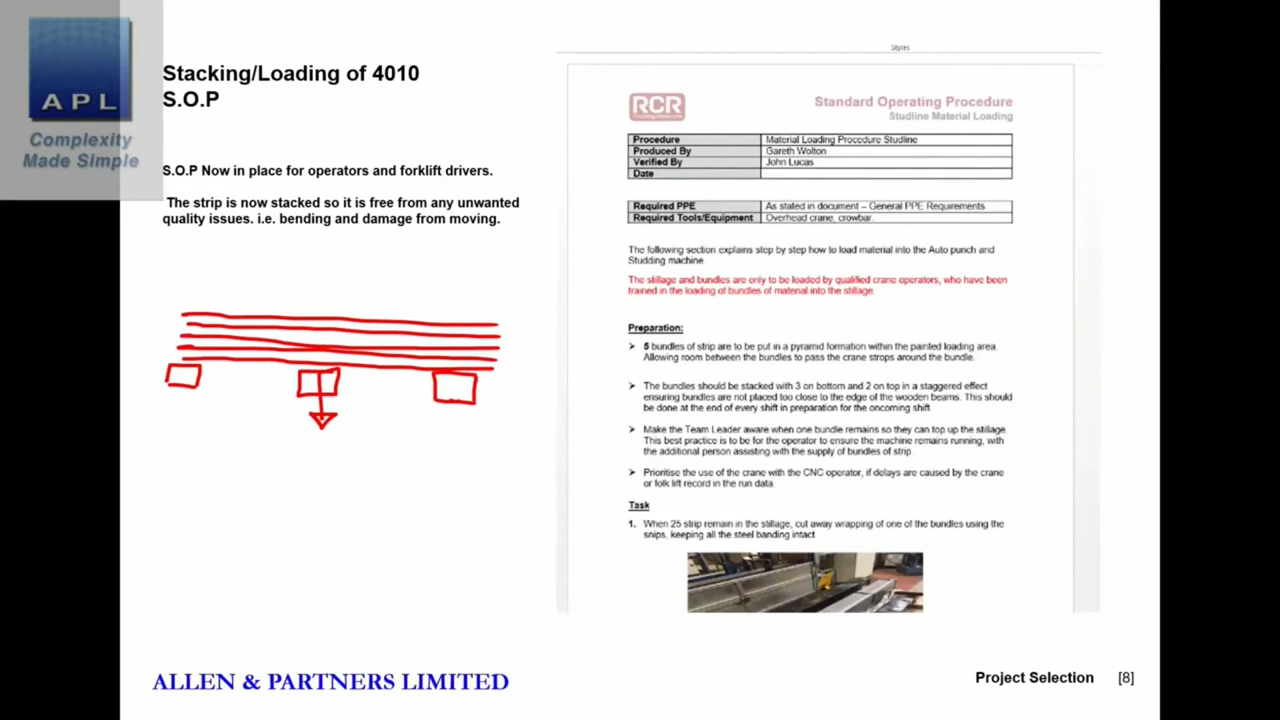 APL
Complexity
Made Simple
Stacking/Loading of 4010
S.O.P
S.O.P Now in place for operators and forklift drivers.
The strip is now stacked so it is free from any unwanted
quality issues. i.e. bending and damage from moving.
Styles
RCR
Standard Operating Procedure
Studline Material Loading
Procedure Material Loading Procedure Studline
Produced By Gareth Wolton
Verified By John Lucas
Date
Required PPE As stated in document – General PPE Requirements
Required Tools/Equipment Overhead crane, crowbar.
The following section explains step by step how to load material into the Auto punch and
Studding machine.
The stillage and bundles are only to be loaded by qualified crane operators, who have been
trained in the loading of bundles of material into the stillage.
Preparation:
➢ 5 bundles of strip are to be put in a pyramid formation within the painted loading area.
Allowing room between the bundles to pass the crane strops around the bundle.
➢ The bundles should be stacked with 3 on bottom and 2 on top in a staggered effect
ensuring bundles are not placed too close to the edge of the wooden beams. This should
be done at the end of every shift in preparation for the oncoming shift
➢ Make the Team Leader aware when one bundle remains so they can top up the stillage.
This best practice is to be for the operator to ensure the machine remains running, with
the additional person assisting with the supply of bundles of strip.
➢ Prioritise the use of the crane with the CNC operator, if delays are caused by the crane
or folk lift record in the run data.
Task
1. When 25 strip remain in the stillage, cut away wrapping of one of the bundles using the
snips, keeping all the steel banding intact
ALLEN & PARTNERS LIMITED
Project Selection [8]